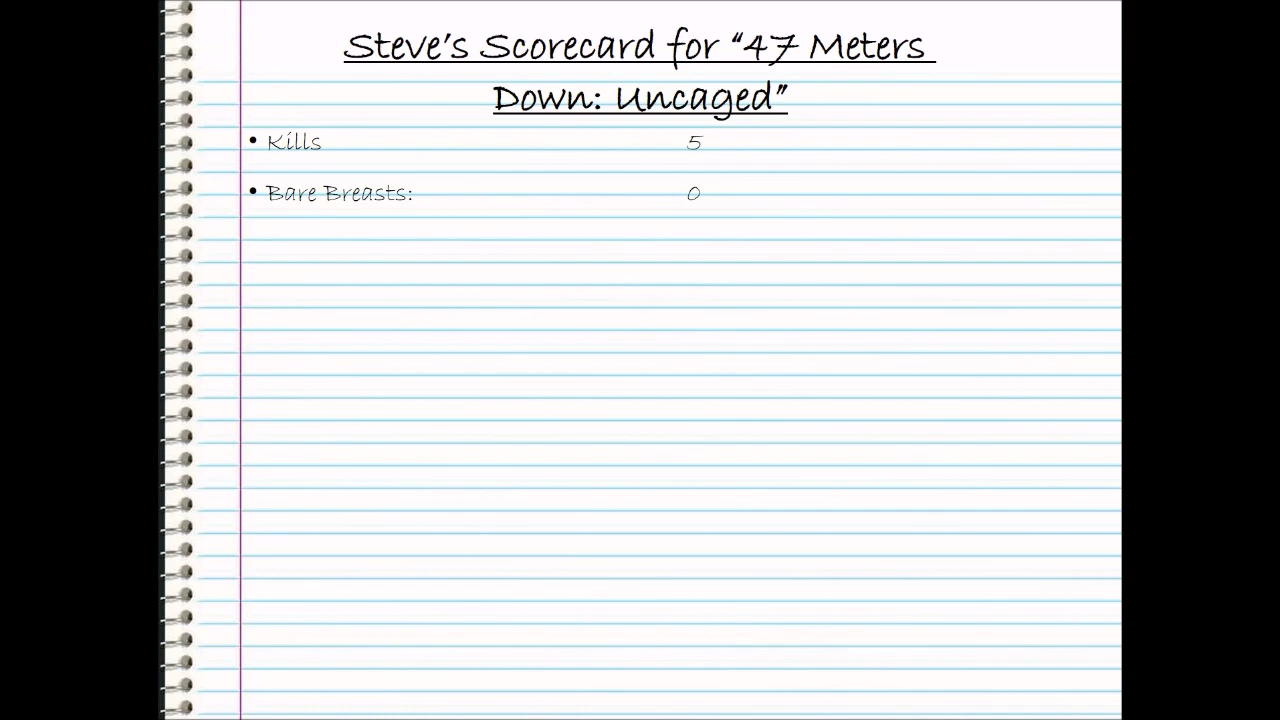 Steve's Scorecard for “47 Meters
Down: Uncaged”
• Kills 5
• Bare Breasts: 0